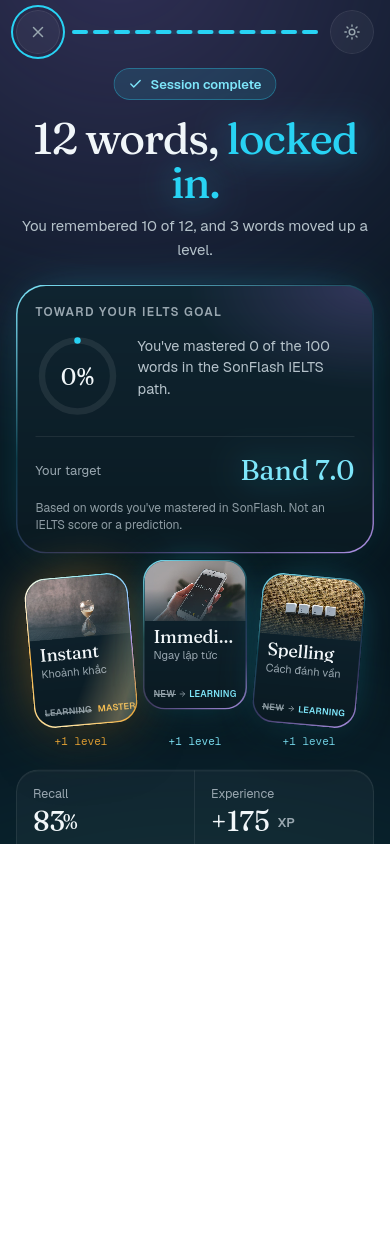 Session complete
12 words, locked
in.
You remembered 10 of 12, and 3 words moved up a
level.
TOWARD YOUR IELTS GOAL
0%
You've mastered 0 of the 100
words in the SonFlash IELTS
path.
Your target
Band 7.0
Based on words you've mastered in SonFlash. Not an
IELTS score or a prediction.
Instant
Khoảnh khắc
LEARNING MASTER
+1 level
Immedi...
Ngay lập tức
NEW → LEARNING
+1 level
Spelling
Cách đánh vần
NEW → LEARNING
+1 level
Recall
83%
Experience
+175 XP